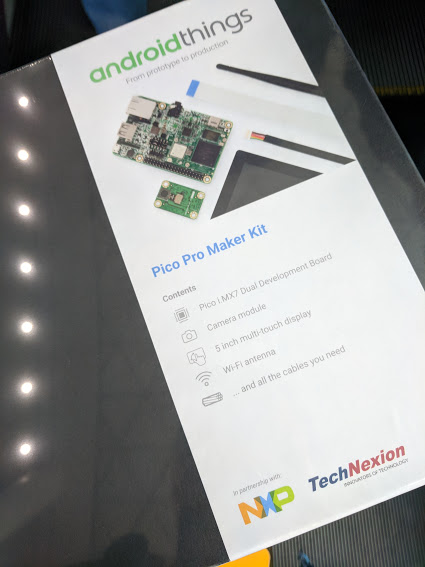 androidthings
From prototype to production
Pico Pro Maker Kit
Contents
Pico i.MX7 Dual Development Board
Camera module
5 inch multi-touch display
Wi-Fi antenna
... and all the cables you need
In partnership with:
NXP
TechNexion
INNOVATORS OF TECHNOLOGY